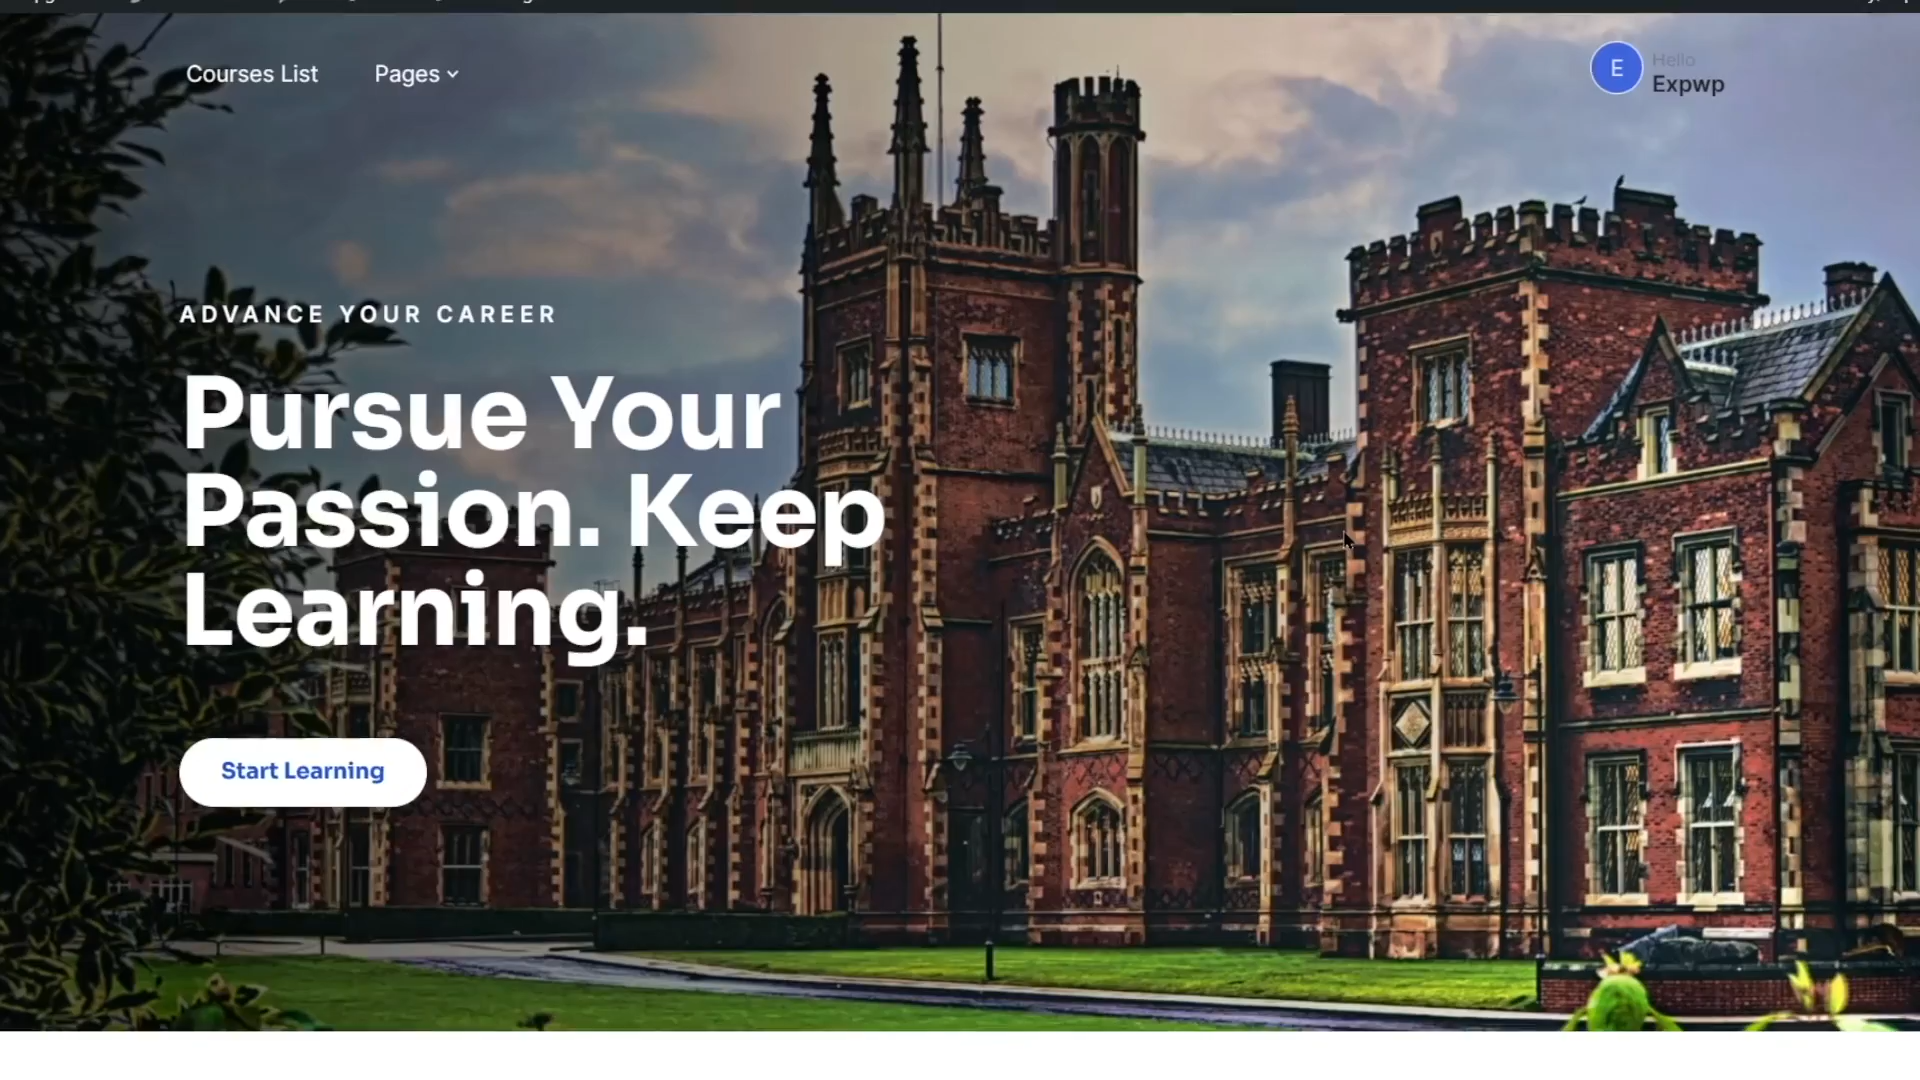 Courses List Pages
E
Hello
Expwp
ADVANCE YOUR CAREER
Pursue Your
Passion. Keep
Learning.
Start Learning